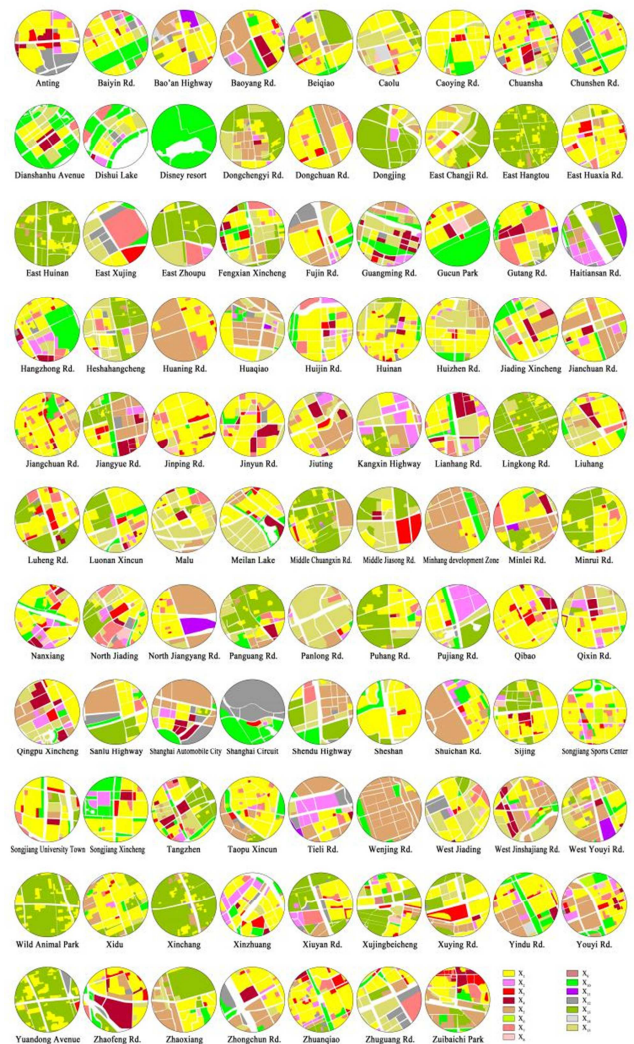 Anting Baiyin Rd. Bao'an Highway Baoyang Rd. Beiqiao Caolu Caoying Rd. Chuansha Chunshen Rd.
Dianshanhu Avenue Dishui Lake Disney resort Dongchengyi Rd. Dongchuan Rd. Dongjing East Changji Rd. East Hangtou East Huaxia Rd.
East Huinan East Xujing East Zhoupu Fengxian Xincheng Fujin Rd. Guangming Rd. Gucun Park Gutang Rd. Haitiansan Rd.
Hangzhong Rd. Heshahangcheng Huaning Rd. Huaqiao Huijin Rd. Huinan Huizhen Rd. Jiading Xincheng Jianchuan Rd.
Jiangchuan Rd. Jiangyue Rd. Jinping Rd. Jinyun Rd. Jiuting Kangxin Highway Lianhang Rd. Lingkong Rd. Liuhang
Luheng Rd. Luonan Xincun Malu Meilan Lake Middle Chuangxin Rd. Middle Jiasong Rd. Minhang development Zone Minlei Rd. Minrui Rd.
Nanxiang North Jiading North Jiangyang Rd. Panguang Rd. Panlong Rd. Puhang Rd. Pujiang Rd. Qibao Qixin Rd.
Qingpu Xincheng Sanlu Highway Shanghai Automobile City Shanghai Circuit Shendu Highway Sheshan Shuichan Rd. Sijing Songjiang Sports Center
Songjiang University Town Songjiang Xincheng Tangzhen Taopu Xincun Tieli Rd. Wenjing Rd. West Jiading West Jinshajiang Rd. West Youyi Rd.
Wild Animal Park Xidu Xinchang Xinzhuang Xiuyan Rd. Xujingbeicheng Xuying Rd. Yindu Rd. Youyi Rd.
Yuandong Avenue Zhaofeng Rd. Zhaoxiang Zhongchun Rd. Zhuanqiao Zhuguang Rd. Zuibaichi Park